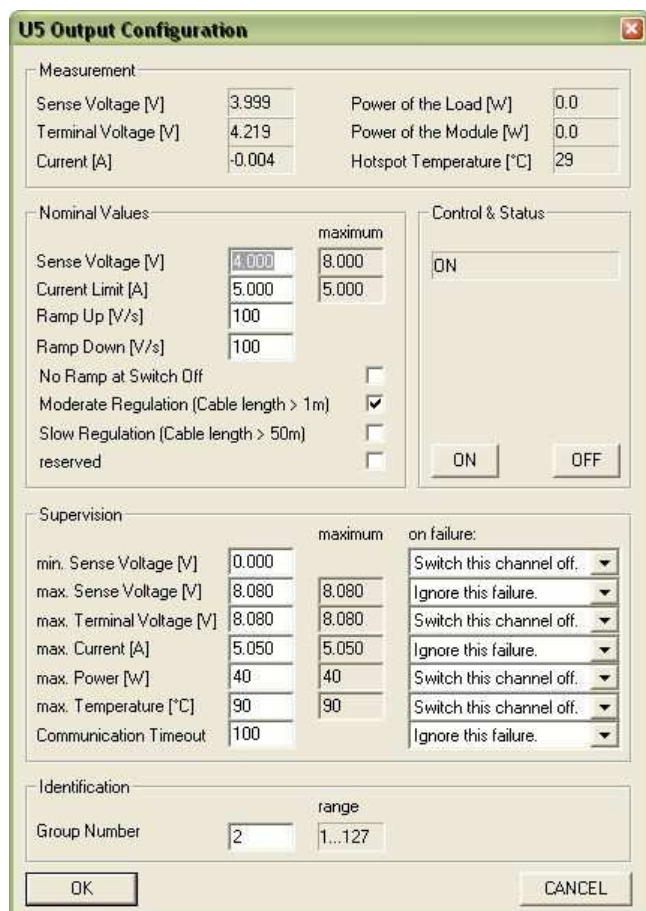 U5 Output Configuration
Measurement
Sense Voltage [V] 3.999 Power of the Load [W] 0.0
Terminal Voltage [V] 4.219 Power of the Module [W] 0.0
Current [A] -0.004 Hotspot Temperature [°C] 29
Nominal Values
maximum
Sense Voltage [V] 4.000 8.000
Current Limit [A] 5.000 5.000
Ramp Up [V/s] 100
Ramp Down [V/s] 100
No Ramp at Switch Off
Moderate Regulation (Cable length > 1m)
Slow Regulation (Cable length > 50m)
reserved
Control & Status
ON
ON OFF
Supervision
maximum on failure:
min. Sense Voltage [V] 0.000 Switch this channel off.
max. Sense Voltage [V] 8.080 8.080 Ignore this failure.
max. Terminal Voltage [V] 8.080 8.080 Switch this channel off.
max. Current [A] 5.050 5.050 Ignore this failure.
max. Power [W] 40 40 Switch this channel off.
max. Temperature [°C] 90 90 Switch this channel off.
Communication Timeout 100 Ignore this failure.
Identification
range
Group Number 2 1...127
OK CANCEL